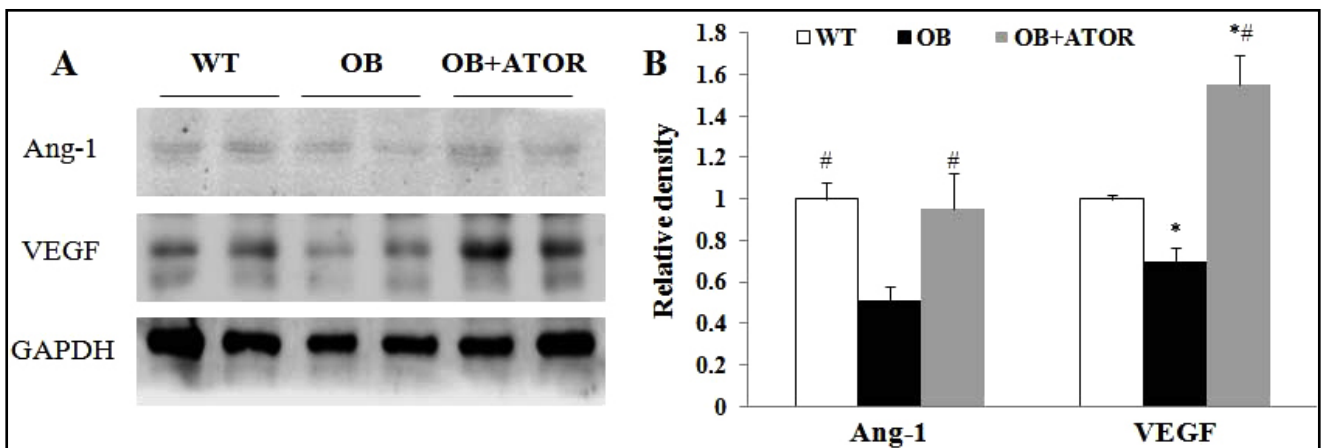 A
WT OB OB+ATOR
Ang-1
VEGF
GAPDH
B
WT OB OB+ATOR
Relative density
1.8
1.6
1.4
1.2
1
0.8
0.6
0.4
0.2
0
# #
* *#
Ang-1 VEGF